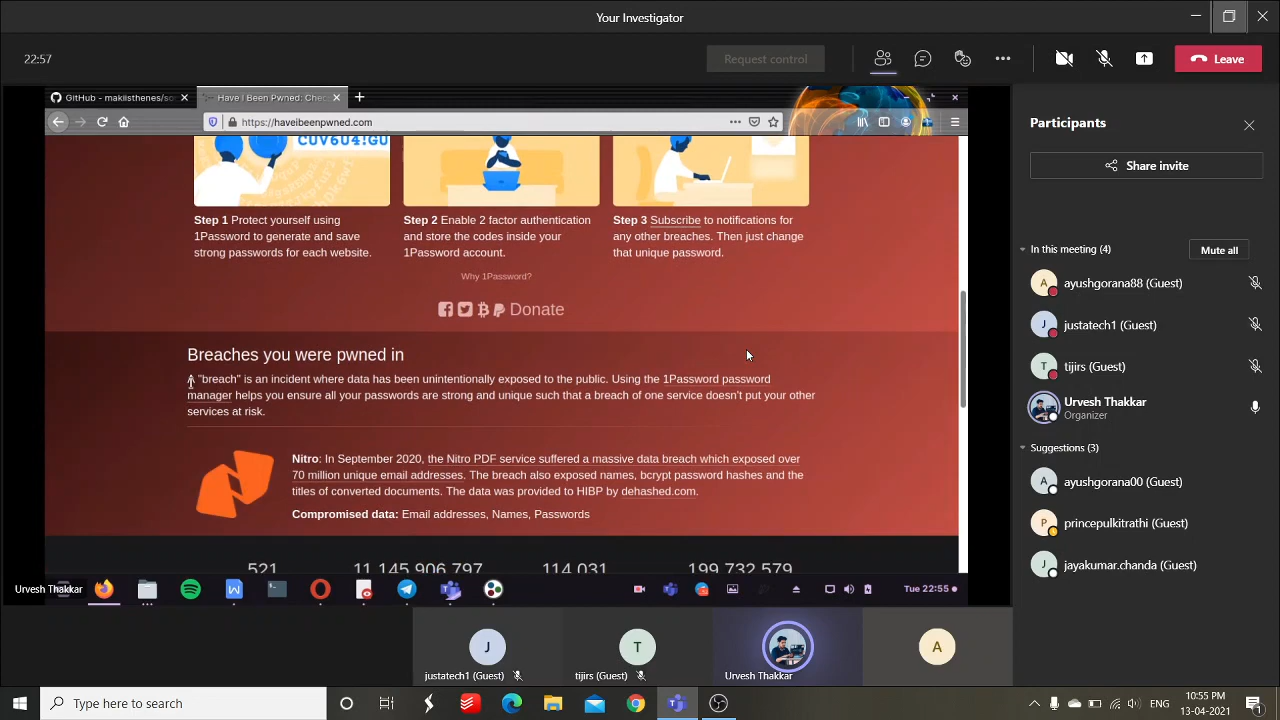 Your Investigator
22:57
Request control
Leave
GitHub - makiisthenes/so
Have I Been Pwned: Chec
https://haveibeenpwned.com
CUV6U4!GU
Step 1 Protect yourself using
1Password to generate and save
strong passwords for each website.
Step 2 Enable 2 factor authentication
and store the codes inside your
1Password account.
Step 3 Subscribe to notifications for
any other breaches. Then just change
that unique password.
Why 1Password?
Donate
Breaches you were pwned in
A "breach" is an incident where data has been unintentionally exposed to the public. Using the 1Password password
manager helps you ensure all your passwords are strong and unique such that a breach of one service doesn't put your other
services at risk.
Nitro: In September 2020, the Nitro PDF service suffered a massive data breach which exposed over
70 million unique email addresses. The breach also exposed names, bcrypt password hashes and the
titles of converted documents. The data was provided to HIBP by dehashed.com.
Compromised data: Email addresses, Names, Passwords
521
11,145,906,797
114,031
199,732,579
Urvesh Thakkar
Tue 22:55
Participants
Share invite
In this meeting (4)
Mute all
A
ayushgorana88 (Guest)
J
justatech1 (Guest)
T
tijirs (Guest)
Urvesh Thakkar
Organizer
Suggestions (3)
A
ayushgorana00 (Guest)
P
princepulkitrathi (Guest)
J
jayakumar.chanda (Guest)
J
justatech1 (Guest)
T
tijirs (Guest)
Urvesh Thakkar
A
Type here to search
ENG
10:55 PM
13-04-2021
1